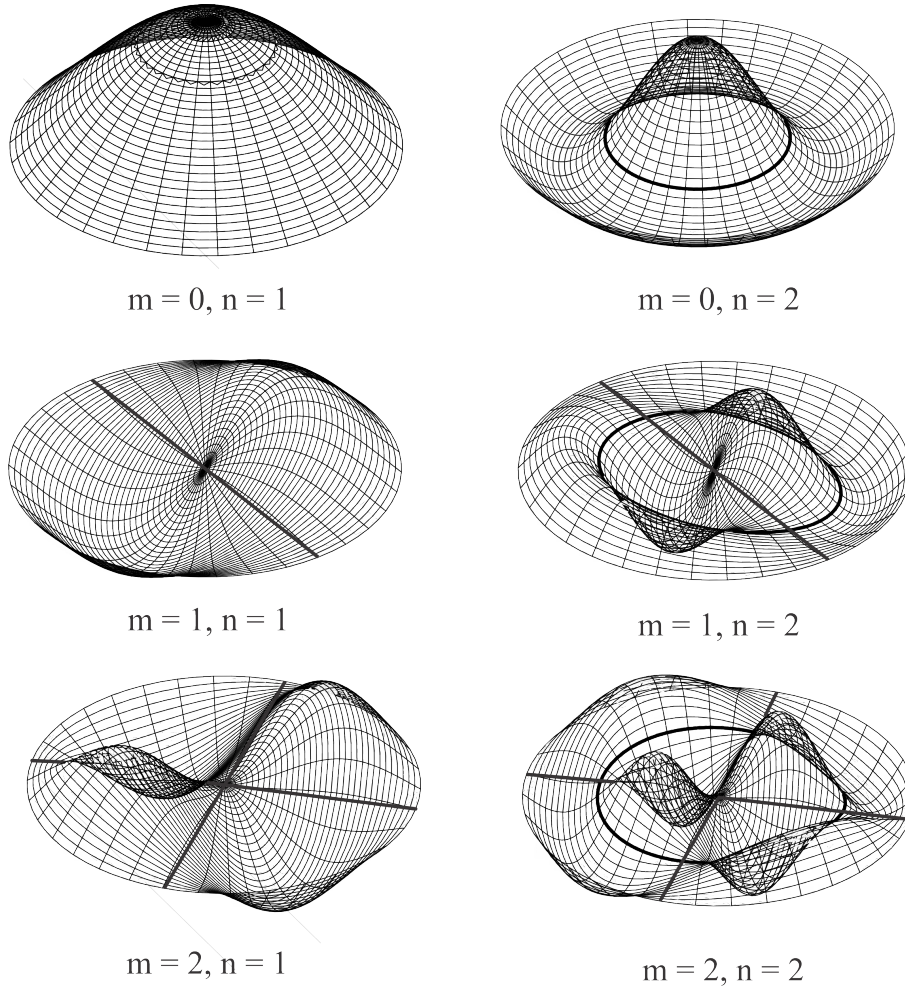 m = 0, n = 1
m = 0, n = 2
m = 1, n = 1
m = 1, n = 2
m = 2, n = 1
m = 2, n = 2